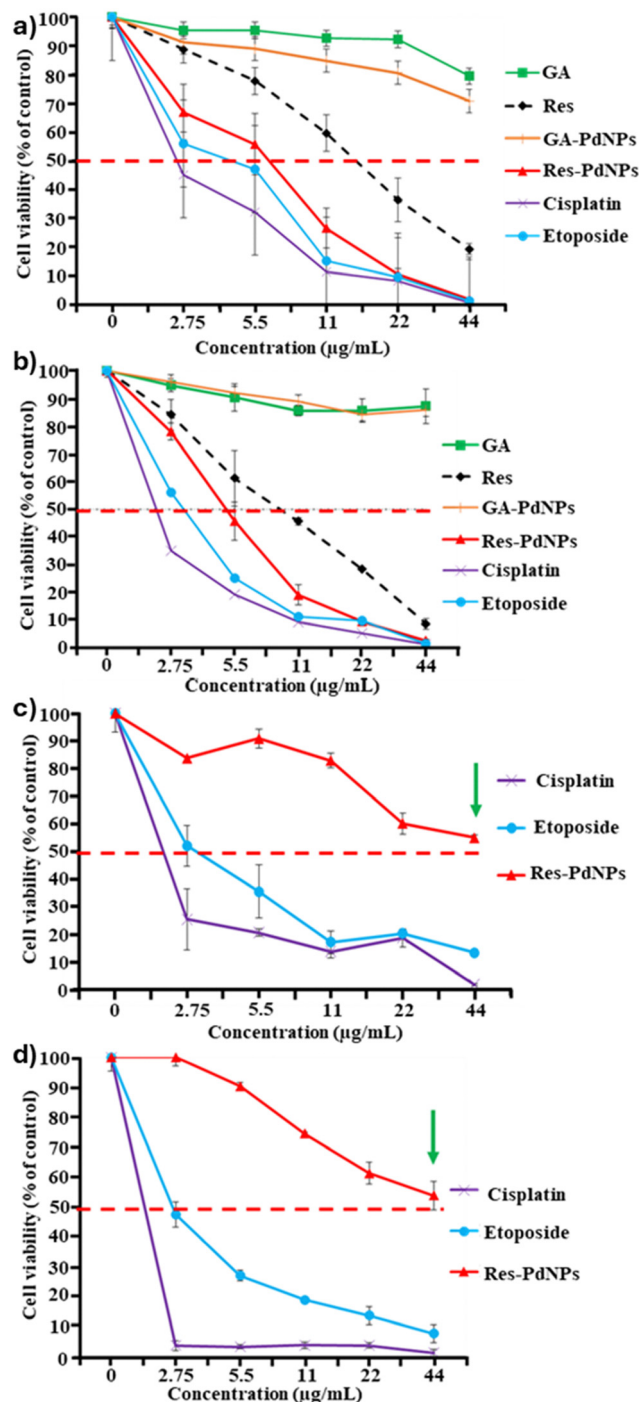 a)
Cell viability (% of control)
100
90
80
70
60
50
40
30
20
10
0
0 2.75 5.5 11 22 44
Concentration (µg/mL)
GA
Res
GA-PdNPs
Res-PdNPs
Cisplatin
Etoposide
b)
Cell viability (% of control)
100
90
80
70
60
50
40
30
20
10
0
0 2.75 5.5 11 22 44
Concentration (µg/mL)
GA
Res
GA-PdNPs
Res-PdNPs
Cisplatin
Etoposide
c)
Cell viability (% of control)
100
90
80
70
60
50
40
30
20
10
0
0 2.75 5.5 11 22 44
Concentration (µg/mL)
Cisplatin
Etoposide
Res-PdNPs
d)
Cell viability (% of control)
100
90
80
70
60
50
40
30
20
10
0
0 2.75 5.5 11 22 44
Concentration (µg/mL)
Cisplatin
Etoposide
Res-PdNPs